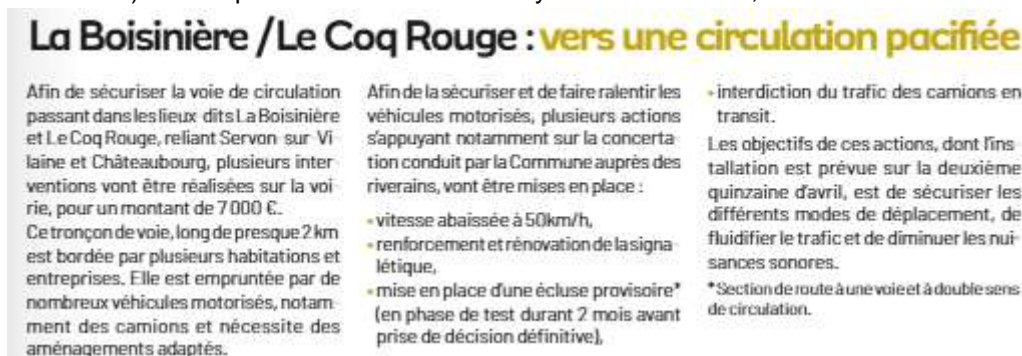 La Boisinière / Le Coq Rouge : vers une circulation pacifiée
Afin de sécuriser la voie de circulation
passant dans les lieux dits La Boisinière
et Le Coq Rouge, reliant Servon sur Vi
laine et Châteaubourg, plusieurs inter
ventions vont être réalisées sur la voi
rie, pour un montant de 7 000 €.
Ce tronçon de voie, long de presque 2 km
est bordée par plusieurs habitations et
entreprises. Elle est empruntée par de
nombreux véhicules motorisés, notam
ment des camions et nécessite des
aménagements adaptés.
Afin de la sécuriser et de faire ralentir les
véhicules motorisés, plusieurs actions
s'appuyant notamment sur la concerta
tion conduit par la Commune auprès des
riverains, vont être mises en place :
• vitesse abaissée à 50km/h,
• renforcement et rénovation de la signa
létique,
• mise en place d'une écluse provisoire*
(en phase de test durant 2 mois avant
prise de décision définitive),
• interdiction du trafic des camions en
transit.
Les objectifs de ces actions, dont l'ins
tallation est prévue sur la deuxième
quinzaine d'avril, est de sécuriser les
différents modes de déplacement, de
fluidifier le trafic et de diminuer les nui
sances sonores.
*Section de route à une voie et à double sens
de circulation.